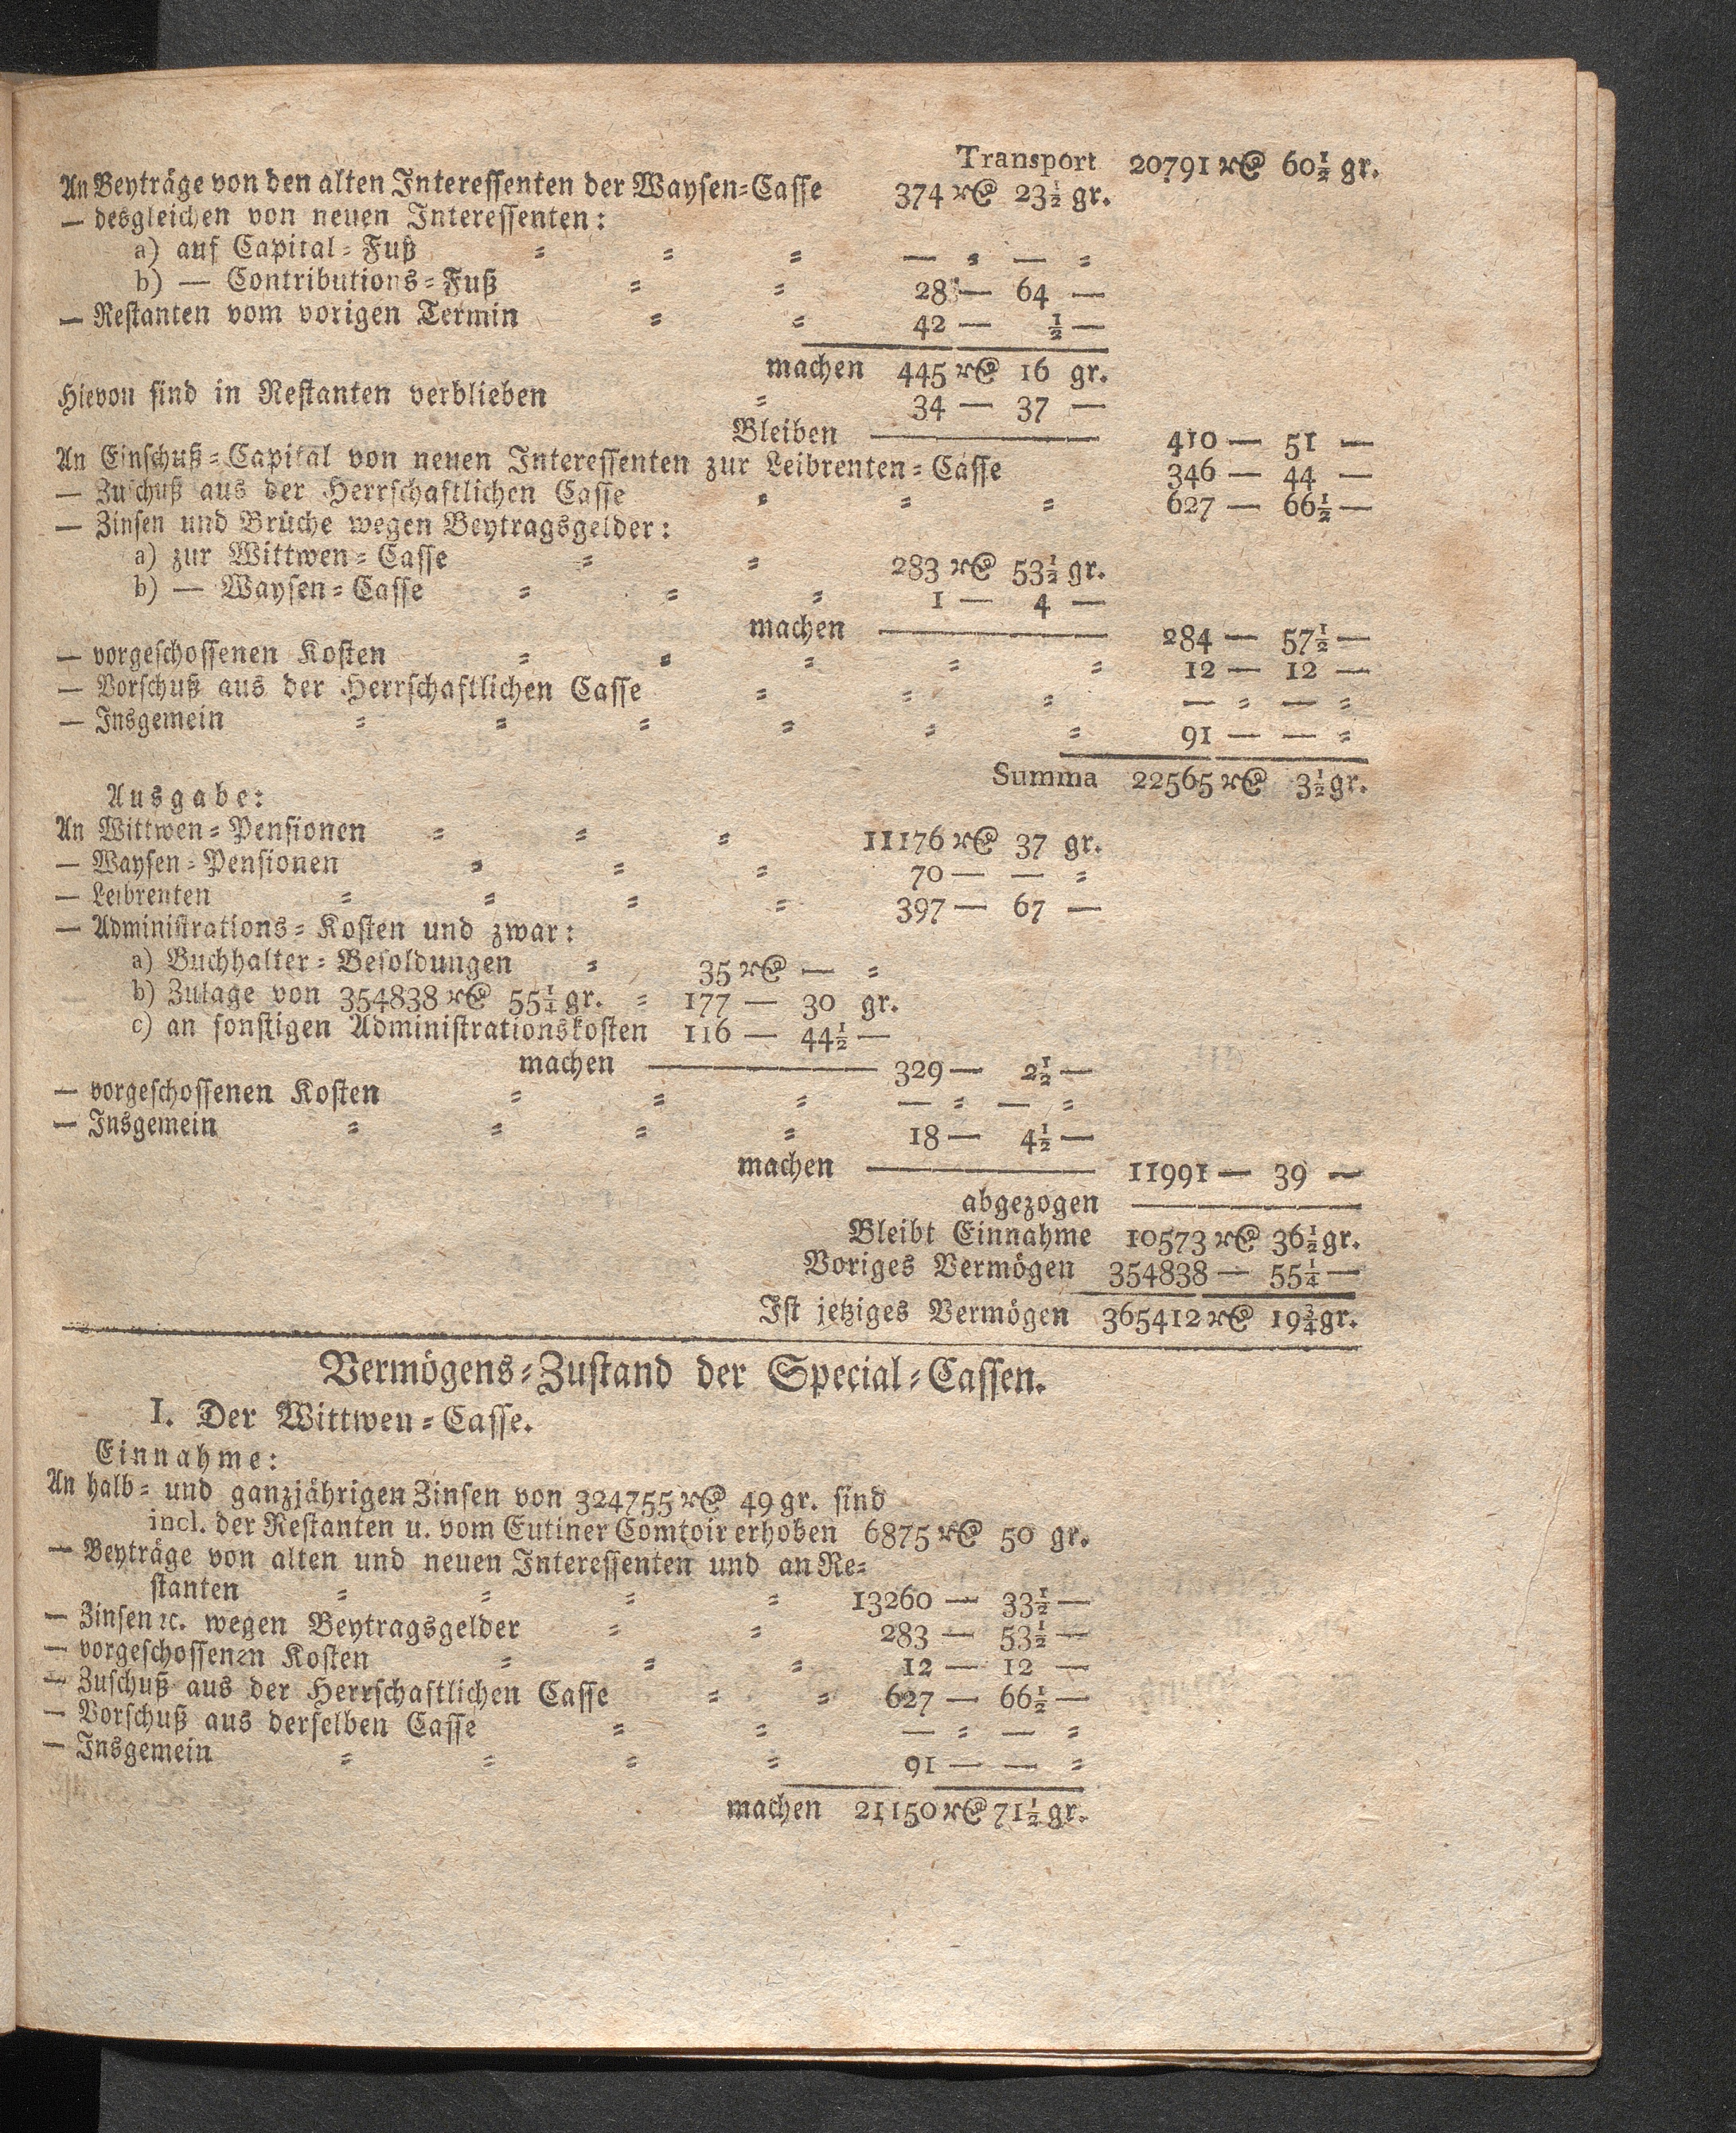 Transport 20791 r₰ 60½ gr.
An Beyträge von den alten Interessenten der Waysen=Casse 374 r₰ 23½ gr.
— desgleichen von neuen Interessenten:
a) auf Capital=Fuß = = = — = — =
b) — Contributions=Fuß = = 28 — 64 —
— Restanten vom vorigen Termin = = 42 — ½ —
machen 445 r₰ 16 gr.
Hievon sind in Restanten verblieben = 34 — 37 —
Bleiben ——— 410 — 51 —
An Einschuß=Capital von neuen Interessenten zur Leibrenten=Casse 346 — 44 —
— Zuschuß aus der Herrschaftlichen Casse = = = 627 — 66½ —
— Zinsen und Brüche wegen Beytragsgelder:
a) zur Wittwen=Casse = = 283 r₰ 53½ gr.
b) — Waysen=Casse = = = 1 — 4 —
machen ——— 284 — 57½ —
— vorgeschossenen Kosten = = = = = 12 — 12 —
— Vorschuß aus der Herrschaftlichen Casse = = = — = — =
— Insgemein = = = = = = 91 — — =
Summa 22565 r₰ 3½ gr.
Ausgabe:
An Wittwen=Pensionen = = = 11176 r₰ 37 gr.
— Waysen=Pensionen = = = 70 — — =
— Leibrenten = = = = 397 — 67 —
— Administrations=Kosten und zwar:
a) Buchhalter=Besoldungen = 35 r₰ — =
b) Zulage von 354838 r₰ 55¼ gr. = 177 — 30 gr.
c) an sonstigen Administrationskosten 116 — 44½ —
machen ——— 329 — 2½ —
— vorgeschossenen Kosten = = = — = — =
— Insgemein = = = = 18 — 4½ —
machen ——— 11991 — 39 —
abgezogen ———
Bleibt Einnahme 10573 r₰ 36½ gr.
Voriges Vermögen 354838 — 55¼ —
Ist jetziges Vermögen 365412 r₰ 19¾ gr.
Vermögens=Zustand der Special=Cassen.
I. Der Wittwen=Casse.
Einnahme:
An halb= und ganzjährigen Zinsen von 324755 r₰ 49 gr. sind
incl. der Restanten u. vom Eutiner Comtoir erhoben 6875 r₰ 50 gr.
— Beyträge von alten und neuen Interessenten und an Re=
stanten = = = = 13260 — 33½ —
— Zinsen ꝛc. wegen Beytragsgelder = = 283 — 53½ —
— vorgeschossenen Kosten = = = 12 — 12 —
— Zuschuß aus der Herrschaftlichen Casse = = 627 — 66½ —
— Vorschuß aus derselben Casse = = — = — =
— Insgemein = = = = 91 — — =
machen 21150 r₰ 71½ gr.